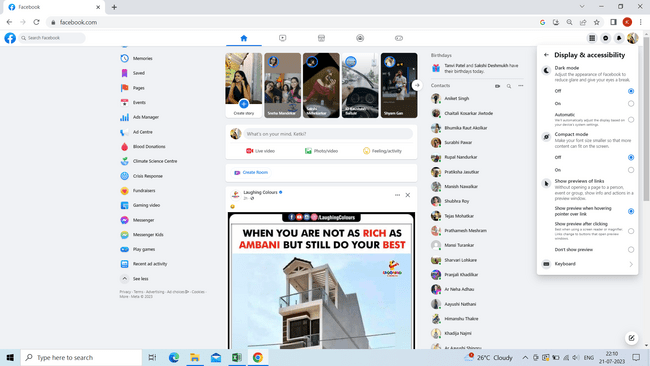 Facebook
facebook.com
Search Facebook
Memories
Saved
Pages
Events
Ads Manager
Ad Centre
Blood Donations
Climate Science Centre
Crisis Response
Fundraisers
Gaming video
Messenger
Messenger Kids
Play games
Recent ad activity
See less
Privacy · Terms · Advertising · Ad choices · Cookies ·
More · Meta © 2023
Create story
What's on your mind, Ketki?
Live video
Photo/video
Feeling/activity
Create Room
Laughing Colours
2h
/LaughingColours
WHEN YOU ARE NOT AS RICH AS
AMBANI BUT STILL DO YOUR BEST
Birthdays
Tanvi Patel and Sakshi Deshmukh have
their birthdays today.
Contacts
Aniket Singh
Chaitali Kourkar Jiwtode
Bhumika Raut Akolkar
Surabhi Pawar
Rupal Nandurkar
Pratiksha Jasutkar
Manish Nawalkar
Shubhra Roy
Tejas Mohatkar
Prathamesh Meshram
Mansi Turankar
Sharvari Lokkare
Pranjali Khadilkar
Ar Neha Adhau
Aayushi Nathani
Himanshu Thakre
Khadija Najmi
Display & accessibility
Dark mode
Adjust the appearance of Facebook to
reduce glare and give your eyes a break.
Off
On
Automatic
We'll automatically adjust the display based on
your device's system settings.
Compact mode
Make your font size smaller so that more
content can fit on the screen.
Off
On
Show previews of links
Without opening a page to a person,
event or group, show info and actions in a
preview window.
Show preview when hovering
pointer over link
Show preview after clicking
Don't show preview
Keyboard
Type here to search
26°C Cloudy
ENG
22:10
21-07-2023